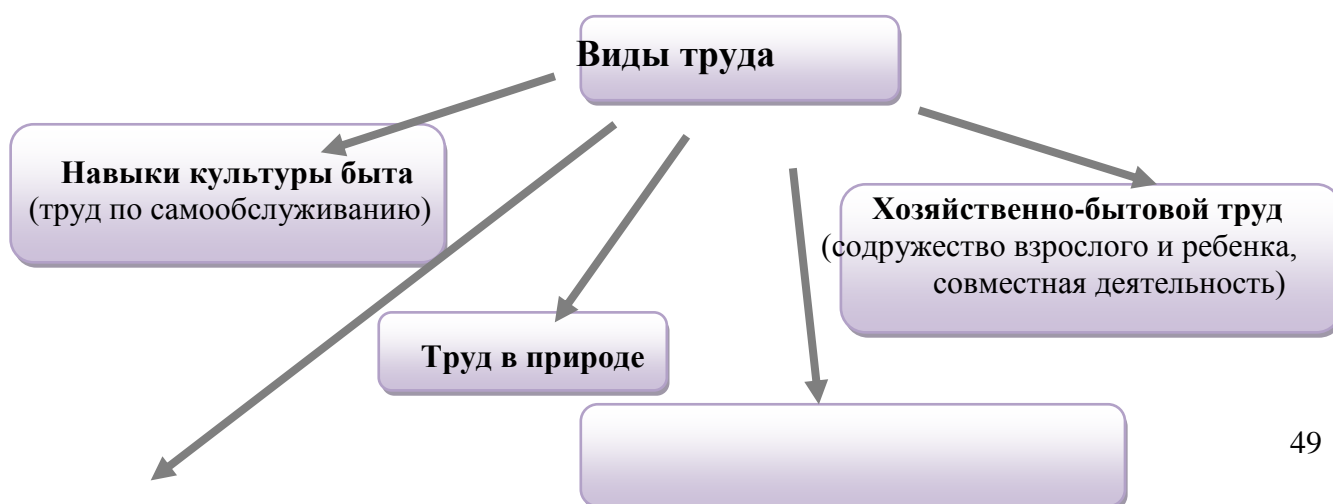 Виды труда
Навыки культуры быта
(труд по самообслуживанию)
Хозяйственно-бытовой труд
(содружество взрослого и ребенка,
совместная деятельность)
Труд в природе
49